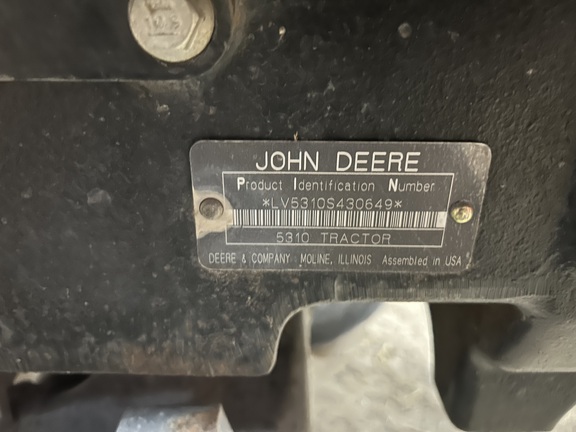 JOHN DEERE
Product Identification Number
*LV5310S430649*
5310 TRACTOR
DEERE & COMPANY MOLINE, ILLINOIS Assembled in USA